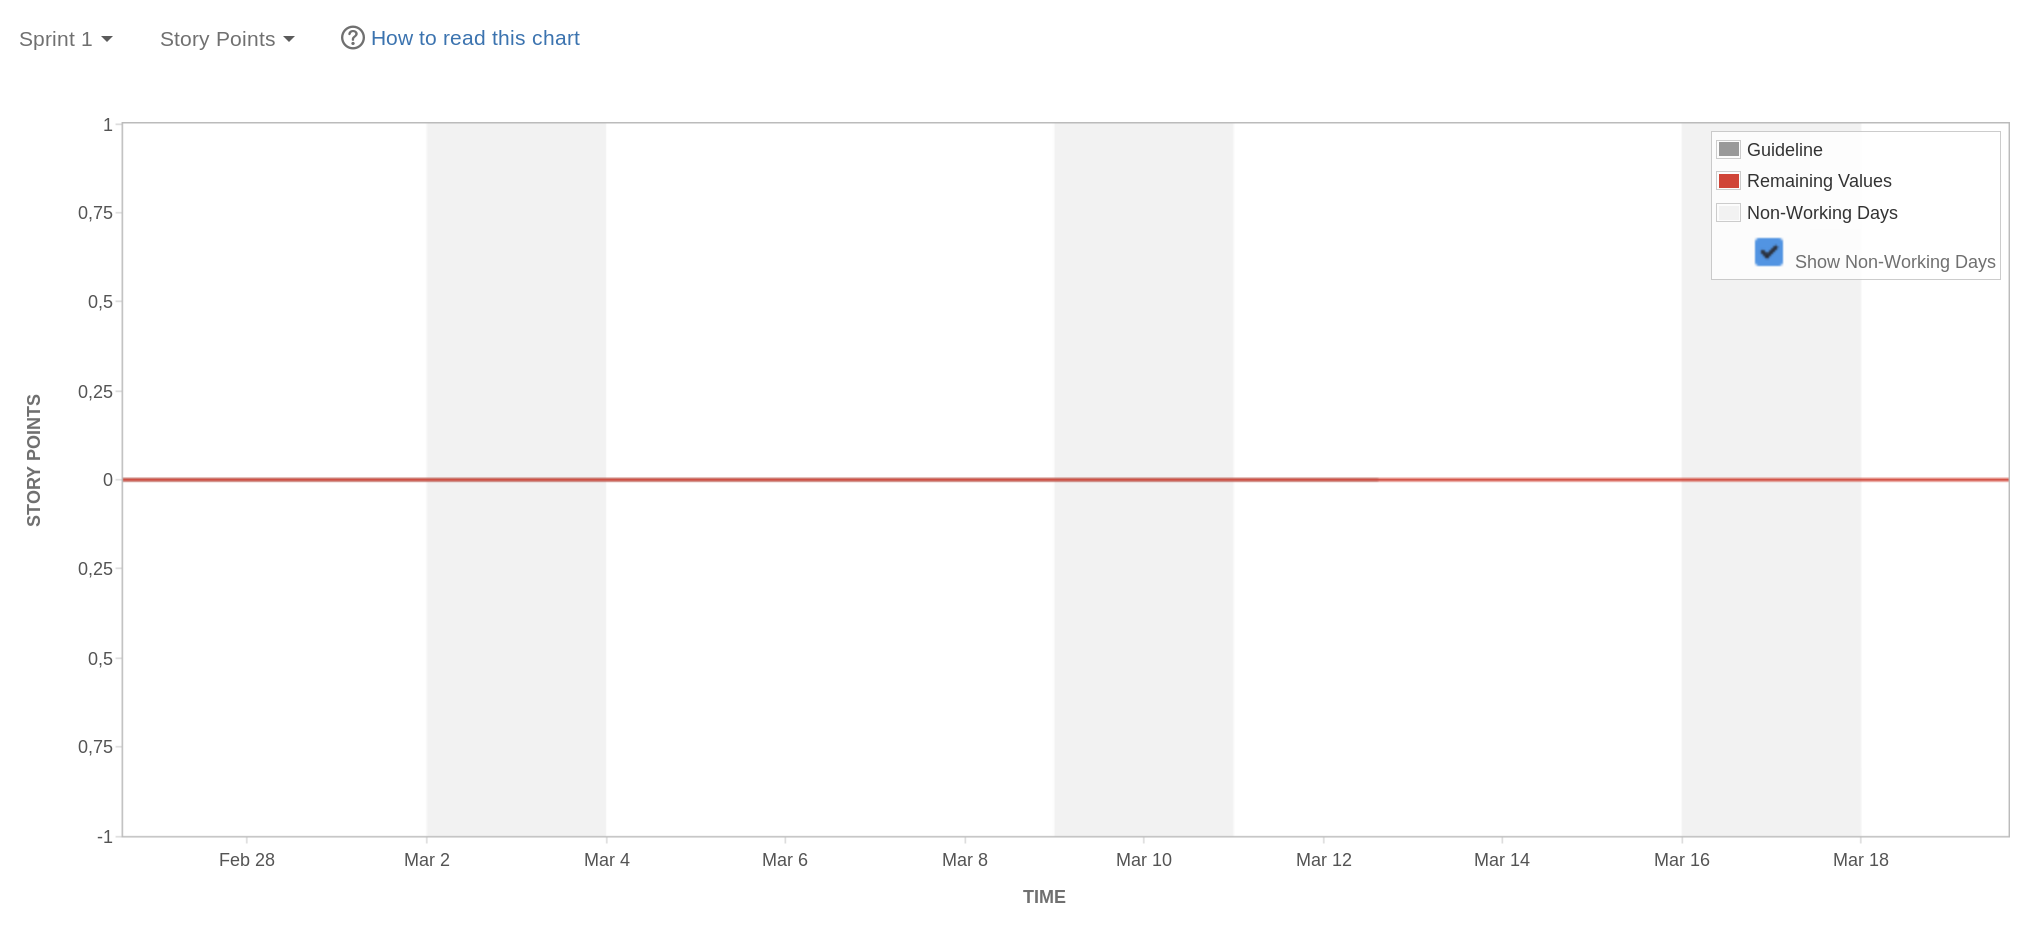 Sprint 1 Story Points How to read this chart
1
0,75
0,5
0,25
0
0,25
0,5
0,75
-1
STORY POINTS
Guideline
Remaining Values
Non-Working Days
Show Non-Working Days
Feb 28 Mar 2 Mar 4 Mar 6 Mar 8 Mar 10 Mar 12 Mar 14 Mar 16 Mar 18
TIME